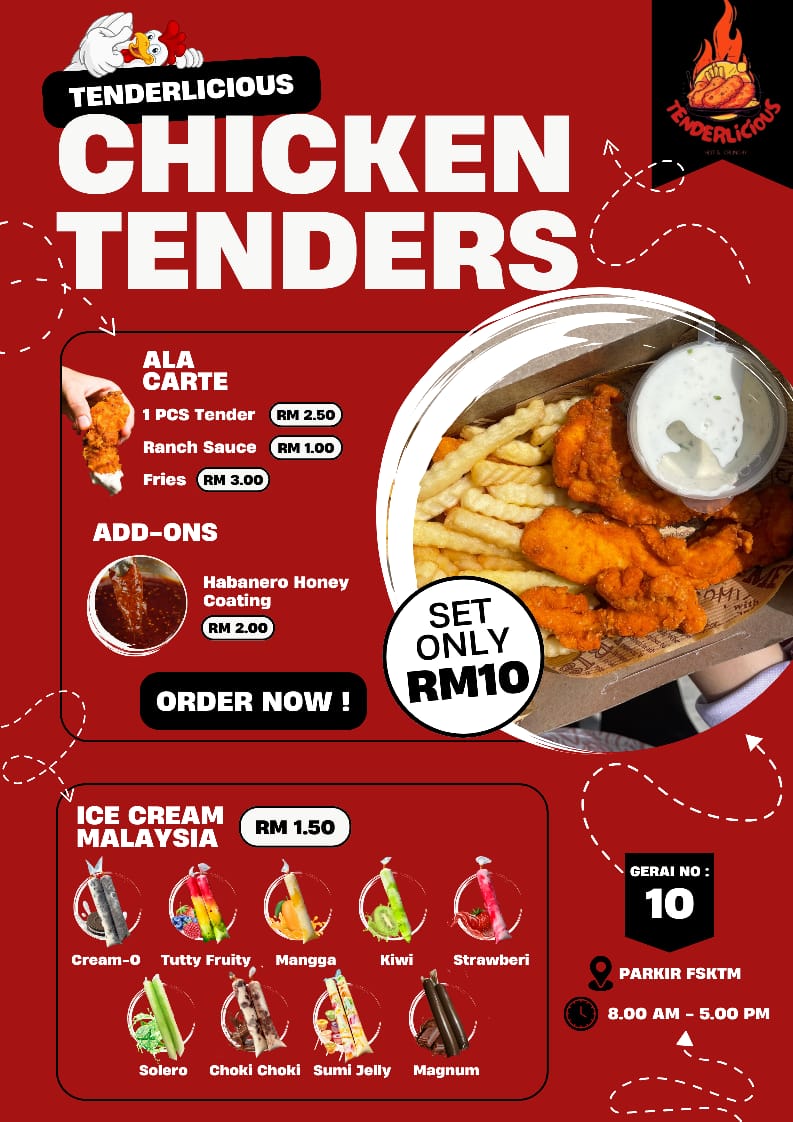 TENDERLICIOUS
TENDERLICIOUS
HOT & CRUNCHY
CHICKEN
TENDERS
ALA
CARTE
1 PCS Tender RM 2.50
Ranch Sauce RM 1.00
Fries RM 3.00
ADD-ONS
Habanero Honey
Coating
RM 2.00
SET
ONLY
RM10
ORDER NOW !
ICE CREAM
MALAYSIA
RM 1.50
Cream-O Tutty Fruity Mangga Kiwi Strawberi
Solero Choki Choki Sumi Jelly Magnum
GERAI NO :
10
PARKIR FSKTM
8.00 AM - 5.00 PM